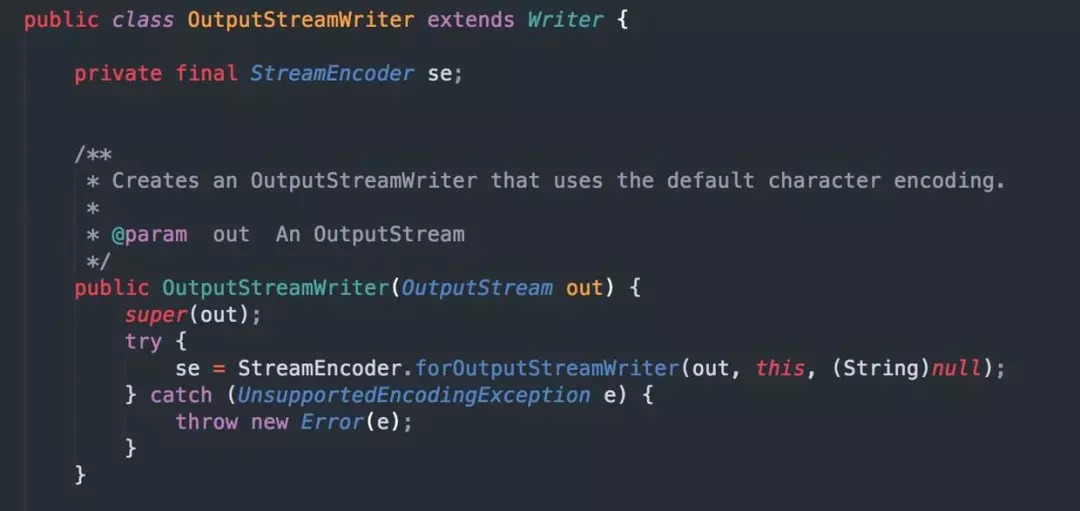 public class OutputStreamWriter extends Writer {
private final StreamEncoder se;
/**
* Creates an OutputStreamWriter that uses the default character encoding.
*
* @param  out  An OutputStream
*/
public OutputStreamWriter(OutputStream out) {
super(out);
try {
se = StreamEncoder.forOutputStreamWriter(out, this, (String)null);
} catch (UnsupportedEncodingException e) {
throw new Error(e);
}
}